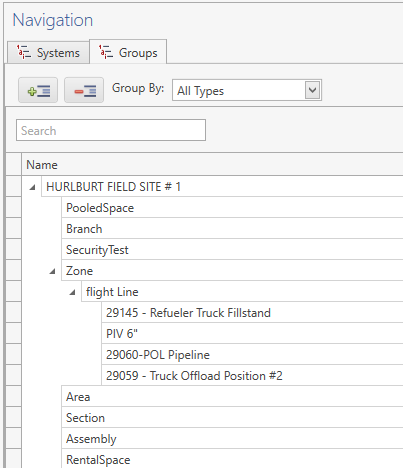 Navigation
Systems
Groups
Group By:
All Types
Search
Name
HURLBURT FIELD SITE # 1
PooledSpace
Branch
SecurityTest
Zone
flight Line
29145 - Refueler Truck Fillstand
PIV 6"
29060-POL Pipeline
29059 - Truck Offload Position #2
Area
Section
Assembly
RentalSpace